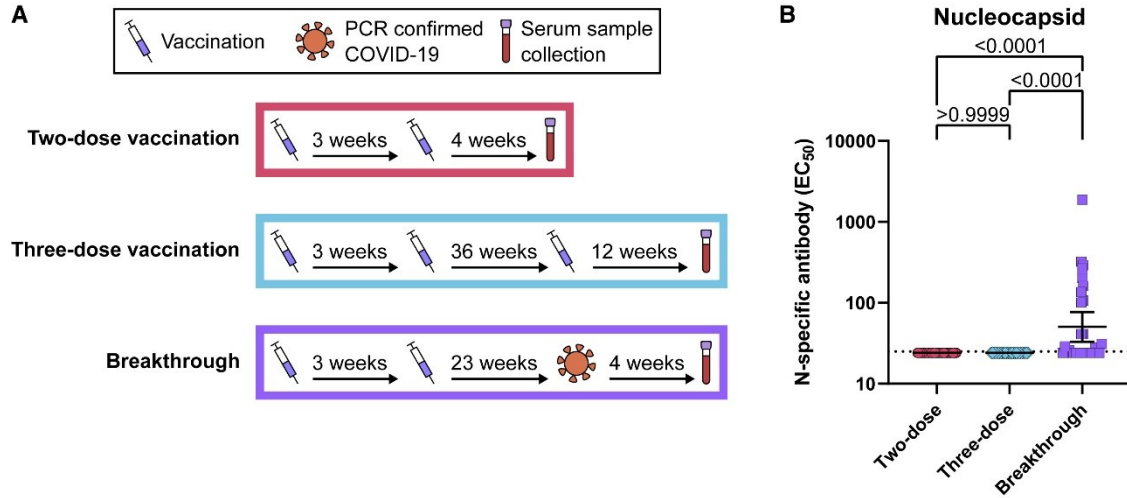 A
Vaccination
PCR confirmed
COVID-19
Serum sample
collection
Two-dose vaccination
3 weeks
4 weeks
Three-dose vaccination
3 weeks
36 weeks
12 weeks
Breakthrough
3 weeks
23 weeks
4 weeks
B
Nucleocapsid
<0.0001
<0.0001
>0.9999
N-specific antibody (EC50)
10000
1000
100
10
Two-dose
Three-dose
Breakthrough